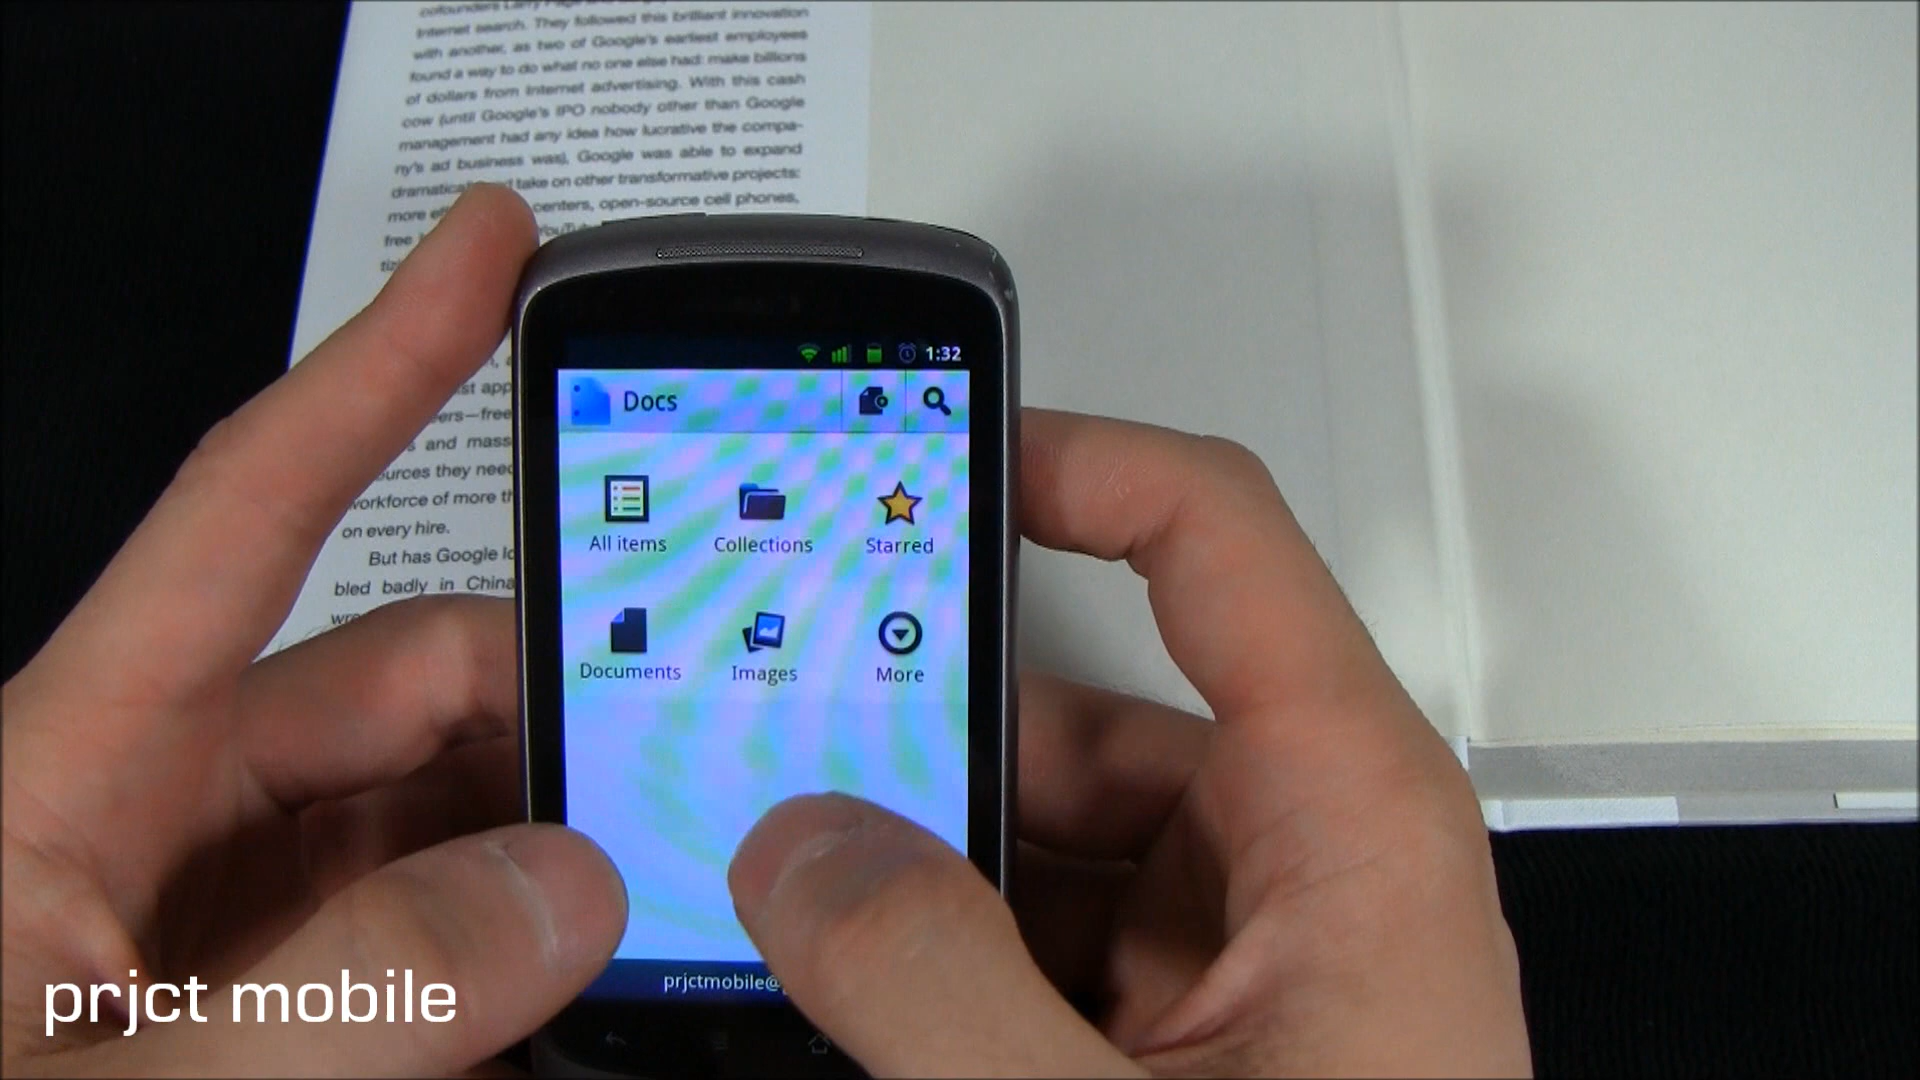 cofounders Larry Page
Internet search. They followed this brilliant innovation
with another, as two of Google's earliest employees
found a way to do what no one else had: make billions
of dollars from Internet advertising. With this cash
cow (until Google's IPO nobody other than Google
management had any idea how lucrative the compa-
ny's ad business was), Google was able to expand
take on other transformative projects:
more centers, open-source cell phones,
free YouTube
st app
ers—free
and mass
ources they need
workforce of more th
on every hire.
But has Google lo
bled badly in China
1:32
Docs
All items
Collections
Starred
Documents
Images
More
prjctmobile@
prjct mobile